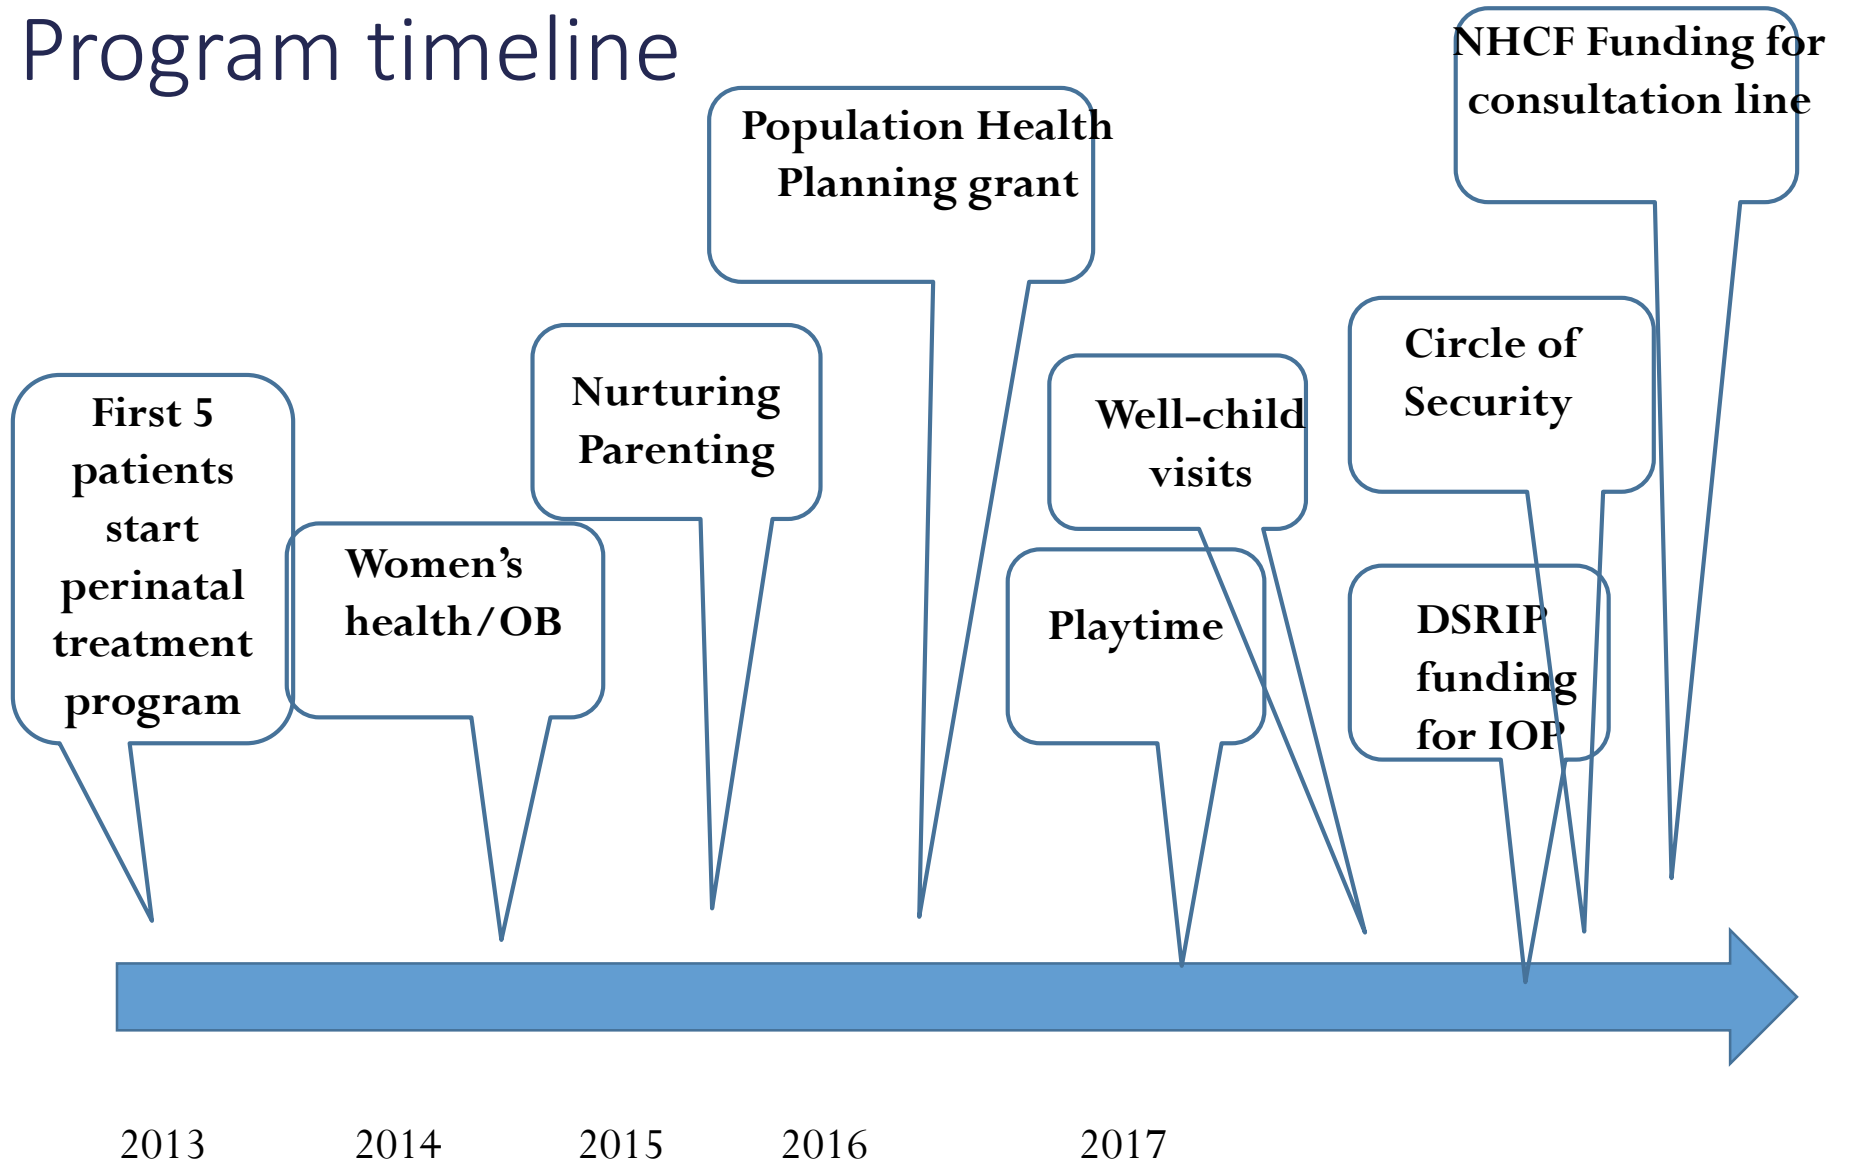 Program timeline
NHCF Funding for
consultation line
Population Health
Planning grant
First 5
patients
start
perinatal
treatment
program
Women’s
health/OB
Nurturing
Parenting
Well-child
visits
Playtime
Circle of
Security
DSRIP
funding
for IOP
2013 2014 2015 2016 2017